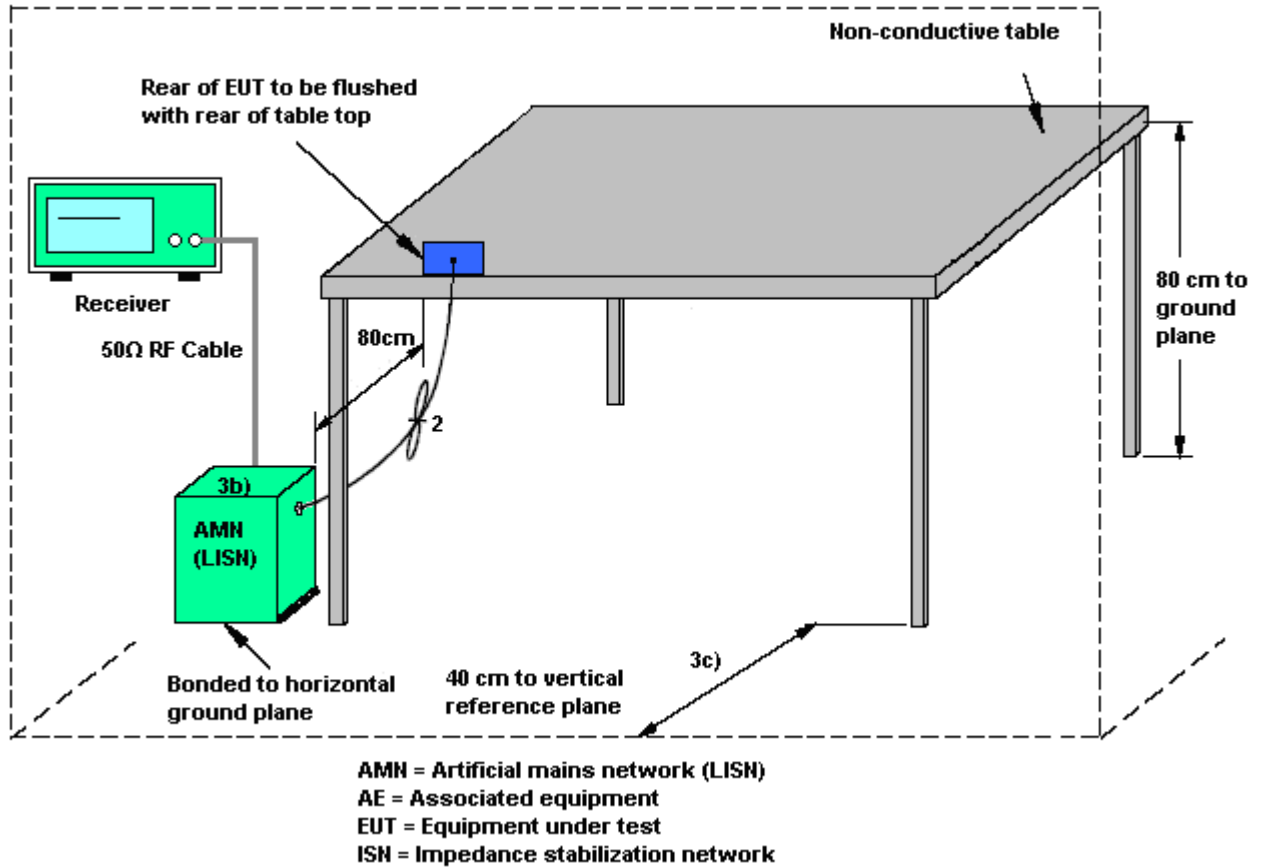 Non-conductive table
Rear of EUT to be flushed
with rear of table top
Receiver
50Ω RF Cable
80cm
80 cm to
ground
plane
2
3b)
AMN
(LISN)
3c)
Bonded to horizontal
ground plane
40 cm to vertical
reference plane
AMN = Artificial mains network (LISN)
AE = Associated equipment
EUT = Equipment under test
ISN = Impedance stabilization network